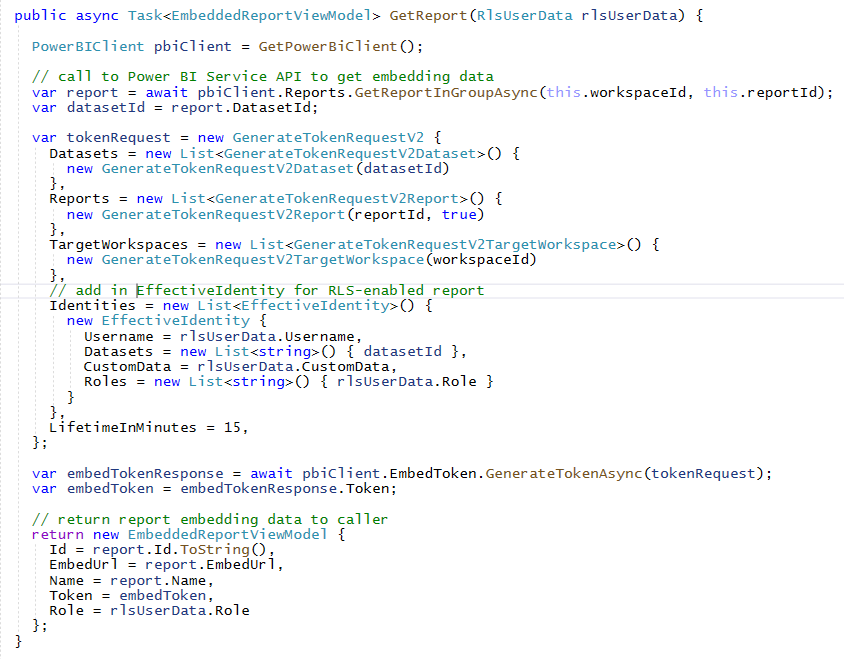 public async Task<EmbeddedReportViewModel> GetReport(RlsUserData rlsUserData) {
PowerBIClient pbiClient = GetPowerBiClient();
// call to Power BI Service API to get embedding data
var report = await pbiClient.Reports.GetReportInGroupAsync(this.workspaceId, this.reportId);
var datasetId = report.DatasetId;
var tokenRequest = new GenerateTokenRequestV2 {
Datasets = new List<GenerateTokenRequestV2Dataset>() {
new GenerateTokenRequestV2Dataset(datasetId)
},
Reports = new List<GenerateTokenRequestV2Report>() {
new GenerateTokenRequestV2Report(reportId, true)
},
TargetWorkspaces = new List<GenerateTokenRequestV2TargetWorkspace>() {
new GenerateTokenRequestV2TargetWorkspace(workspaceId)
},
// add in EffectiveIdentity for RLS-enabled report
Identities = new List<EffectiveIdentity>() {
new EffectiveIdentity {
Username = rlsUserData.Username,
Datasets = new List<string>() { datasetId },
CustomData = rlsUserData.CustomData,
Roles = new List<string>() { rlsUserData.Role }
}
},
LifetimeInMinutes = 15,
};
var embedTokenResponse = await pbiClient.EmbedToken.GenerateTokenAsync(tokenRequest);
var embedToken = embedTokenResponse.Token;
// return report embedding data to caller
return new EmbeddedReportViewModel {
Id = report.Id.ToString(),
EmbedUrl = report.EmbedUrl,
Name = report.Name,
Token = embedToken,
Role = rlsUserData.Role
};
}